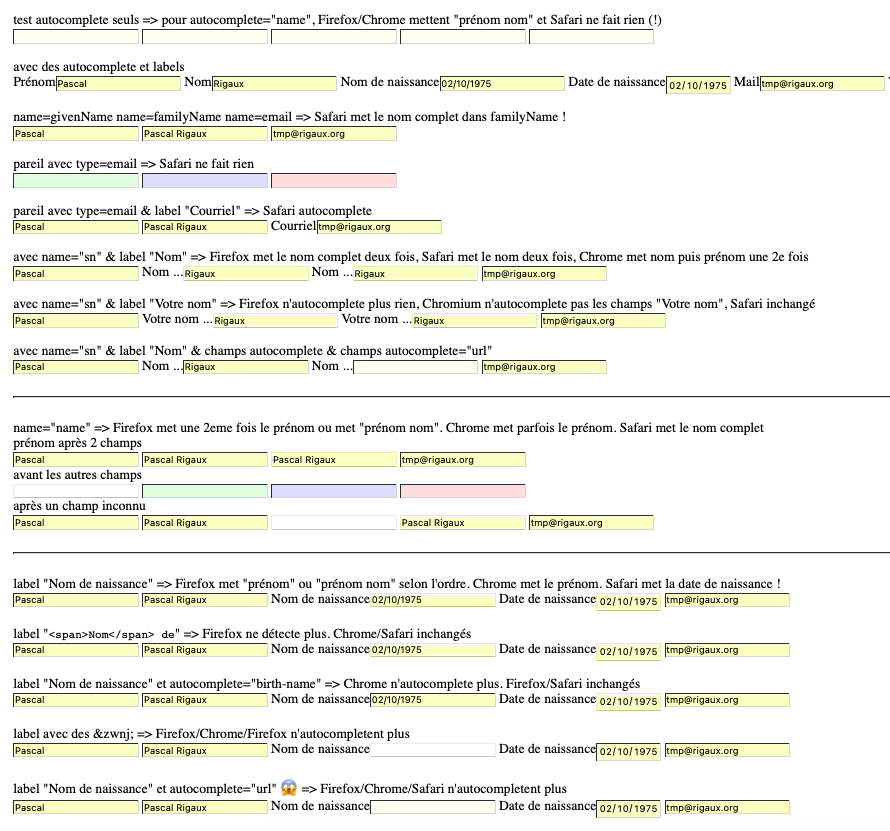 test autocomplete seuls => pour autocomplete="name", Firefox/Chrome mettent "prénom nom" et Safari ne fait rien (!)
avec des autocomplete et labels
Prénom Pascal Nom Rigaux Nom de naissance 02/10/1975 Date de naissance 02/10/1975 Mail tmp@rigaux.org
name=givenName name=familyName name=email => Safari met le nom complet dans familyName !
Pascal Pascal Rigaux tmp@rigaux.org
pareil avec type=email => Safari ne fait rien
pareil avec type=email & label "Courriel" => Safari autocomplete
Pascal Pascal Rigaux Courriel tmp@rigaux.org
avec name="sn" & label "Nom" => Firefox met le nom complet deux fois, Safari met le nom deux fois, Chrome met nom puis prénom une 2e fois
Pascal Nom ... Rigaux Nom ... Rigaux tmp@rigaux.org
avec name="sn" & label "Votre nom" => Firefox n'autocomplete plus rien, Chromium n'autocomplete pas les champs "Votre nom", Safari inchangé
Pascal Votre nom ... Rigaux Votre nom ... Rigaux tmp@rigaux.org
avec name="sn" & label "Nom" & champs autocomplete & champs autocomplete="url"
Pascal Nom ... Rigaux Nom ... tmp@rigaux.org
name="name" => Firefox met une 2eme fois le prénom ou met "prénom nom". Chrome met parfois le prénom. Safari met le nom complet
prénom après 2 champs
Pascal Pascal Rigaux Pascal Rigaux tmp@rigaux.org
avant les autres champs
après un champ inconnu
Pascal Pascal Rigaux Pascal Rigaux tmp@rigaux.org
label "Nom de naissance" => Firefox met "prénom" ou "prénom nom" selon l'ordre. Chrome met le prénom. Safari met la date de naissance !
Pascal Pascal Rigaux Nom de naissance 02/10/1975 Date de naissance 02/10/1975 tmp@rigaux.org
label "<span>Nom</span> de" => Firefox ne détecte plus. Chrome/Safari inchangés
Pascal Pascal Rigaux Nom de naissance 02/10/1975 Date de naissance 02/10/1975 tmp@rigaux.org
label "Nom de naissance" et autocomplete="birth-name" => Chrome n'autocomplete plus. Firefox/Safari inchangés
Pascal Pascal Rigaux Nom de naissance 02/10/1975 Date de naissance 02/10/1975 tmp@rigaux.org
label avec des &zwnj; => Firefox/Chrome/Firefox n'autocompletent plus
Pascal Pascal Rigaux Nom de naissance Date de naissance 02/10/1975 tmp@rigaux.org
label "Nom de naissance" et autocomplete="url" 😱 => Firefox/Chrome/Safari n'autocompletent plus
Pascal Pascal Rigaux Nom de naissance Date de naissance 02/10/1975 tmp@rigaux.org